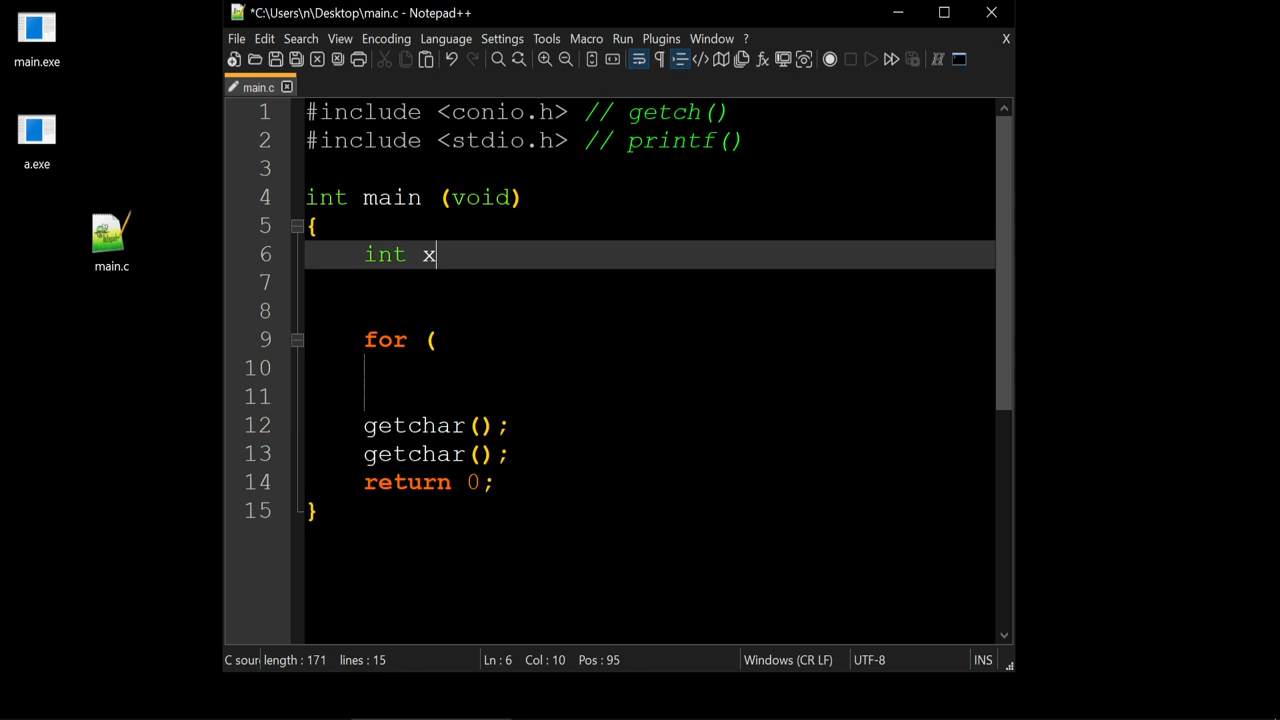 main.exe
a.exe
main.c
*C:\Users\n\Desktop\main.c - Notepad++
File Edit Search View Encoding Language Settings Tools Macro Run Plugins Window ? X
main.c
1 #include <conio.h> // getch()
2 #include <stdio.h> // printf()
3
4 int main (void)
5 {
6 int x
7
8
9 for (
10
11
12 getchar();
13 getchar();
14 return 0;
15 }
C sour length : 171 lines : 15 Ln : 6 Col : 10 Pos : 95 Windows (CR LF) UTF-8 INS